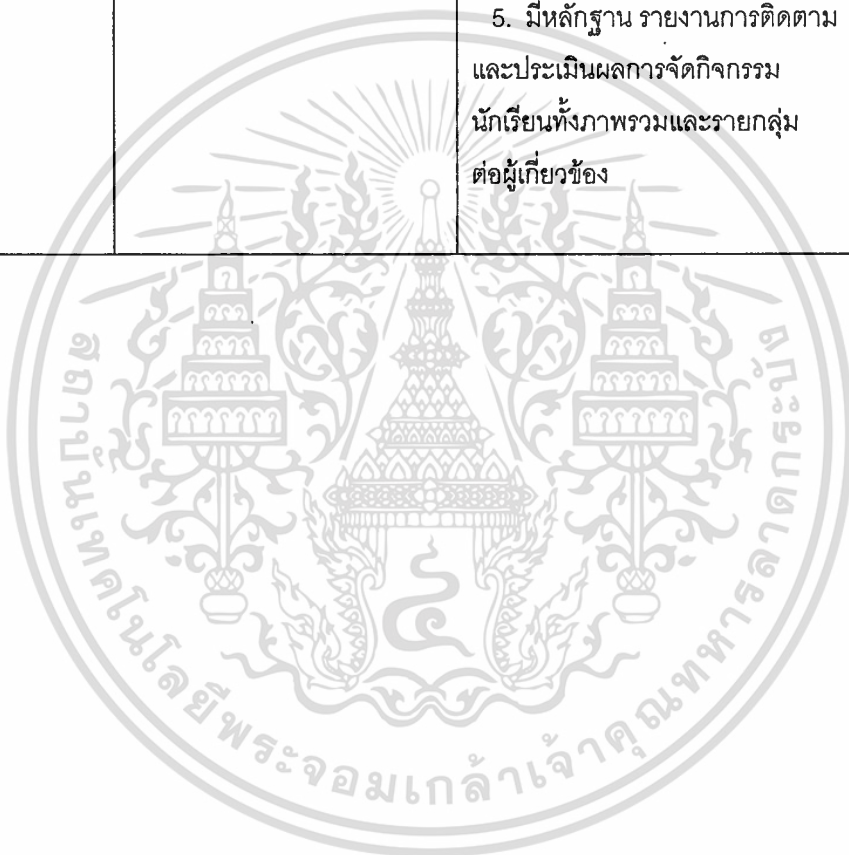 5. มีหลักฐาน รายงานการติดตาม
และประเมินผลการจัดกิจกรรม
นักเรียนทั้งภาพรวมและรายกลุ่ม
ต่อผู้เกี่ยวข้อง
สถาบันเทคโนโลยีพระจอมเกล้าเจ้าคุณทหารลาดกระบัง
๔